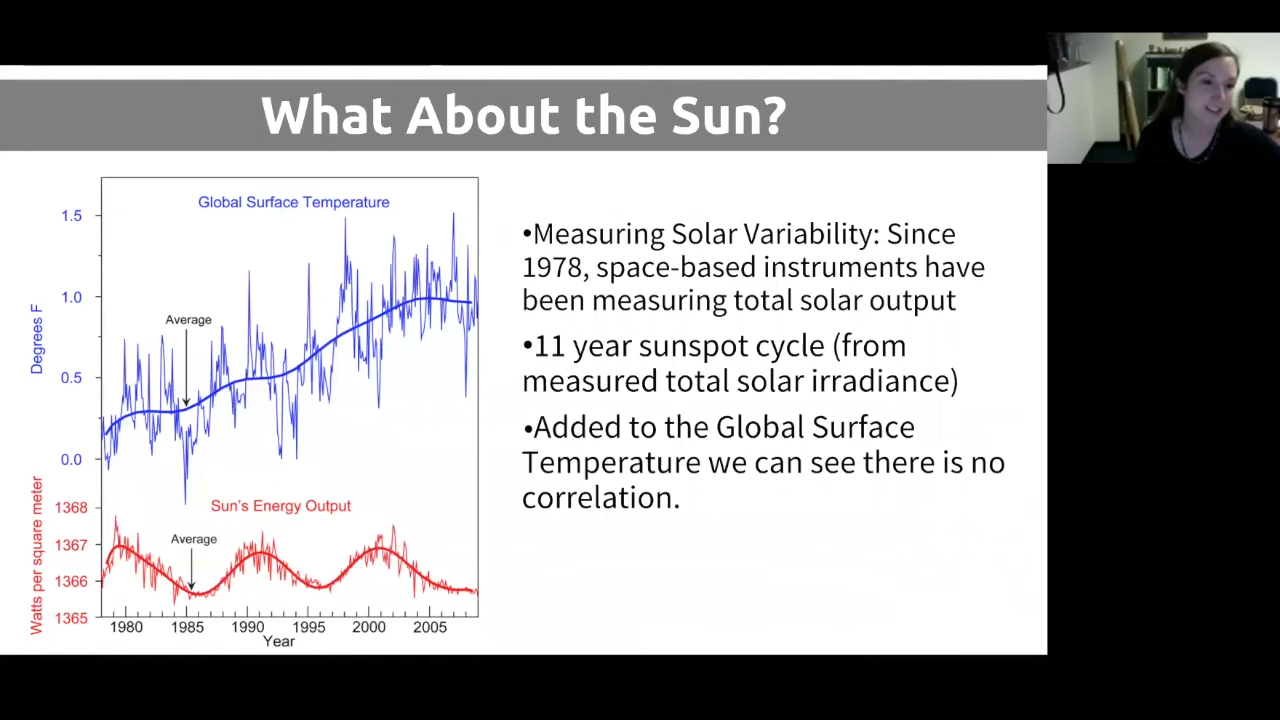 What About the Sun?
Global Surface Temperature
1.5
1.0
0.5
0.0
Degrees F
Average
Sun's Energy Output
1368
1367
1366
1365
Watts per square meter
Average
1980 1985 1990 1995 2000 2005
Year
•Measuring Solar Variability: Since
1978, space-based instruments have
been measuring total solar output
•11 year sunspot cycle (from
measured total solar irradiance)
•Added to the Global Surface
Temperature we can see there is no
correlation.